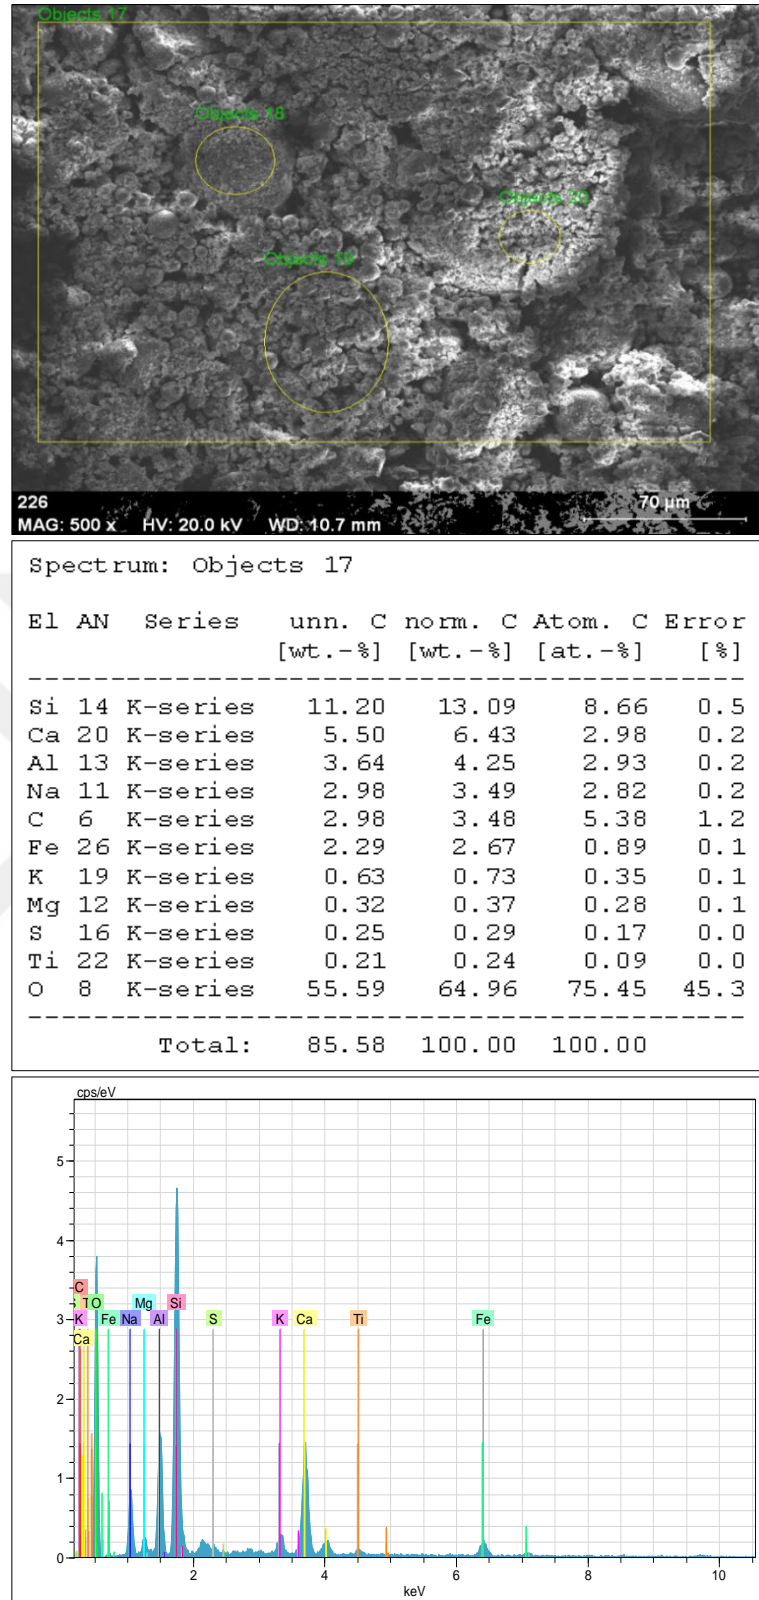 Objects 17
Objects 18
Objects 20
Objects 19
226
70 µm
MAG: 500 x HV: 20.0 kV WD: 10.7 mm
Spectrum: Objects 17
El AN Series unn. C norm. C Atom. C Error
[wt.-%] [wt.-%] [at.-%] [%]
Si 14 K-series 11.20 13.09 8.66 0.5
Ca 20 K-series 5.50 6.43 2.98 0.2
Al 13 K-series 3.64 4.25 2.93 0.2
Na 11 K-series 2.98 3.49 2.82 0.2
C 6 K-series 2.98 3.48 5.38 1.2
Fe 26 K-series 2.29 2.67 0.89 0.1
K 19 K-series 0.63 0.73 0.35 0.1
Mg 12 K-series 0.32 0.37 0.28 0.1
S 16 K-series 0.25 0.29 0.17 0.0
Ti 22 K-series 0.21 0.24 0.09 0.0
O 8 K-series 55.59 64.96 75.45 45.3
Total: 85.58 100.00 100.00
cps/eV
5
4
C
O Mg Si
3 K Fe Na Al S K Ca Ti Fe
Ca
2
1
0
2 4 6 8 10
keV